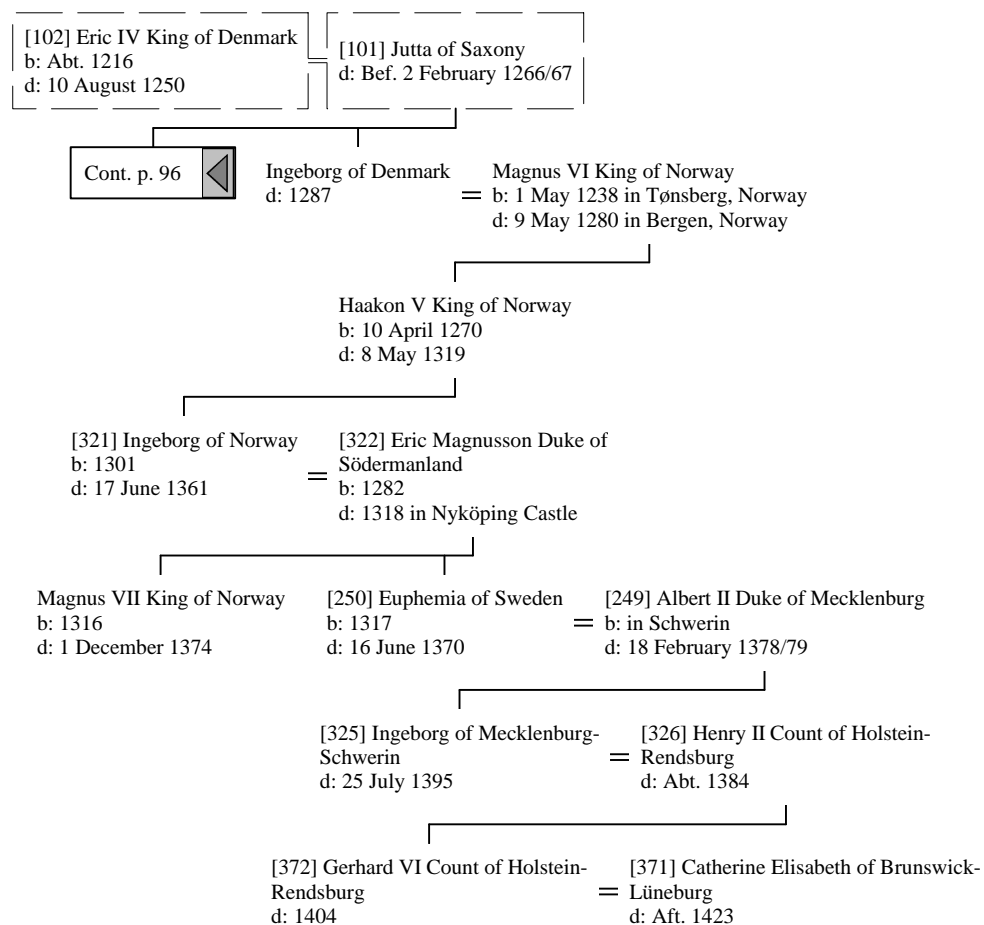 [102] Eric IV King of Denmark
b: Abt. 1216
d: 10 August 1250
[101] Jutta of Saxony
d: Bef. 2 February 1266/67
Cont. p. 96
Ingeborg of Denmark
d: 1287
=
Magnus VI King of Norway
b: 1 May 1238 in Tønsberg, Norway
d: 9 May 1280 in Bergen, Norway
Haakon V King of Norway
b: 10 April 1270
d: 8 May 1319
[321] Ingeborg of Norway
b: 1301
d: 17 June 1361
=
[322] Eric Magnusson Duke of
Södermanland
b: 1282
d: 1318 in Nyköping Castle
Magnus VII King of Norway
b: 1316
d: 1 December 1374
[250] Euphemia of Sweden
b: 1317
d: 16 June 1370
=
[249] Albert II Duke of Mecklenburg
b: in Schwerin
d: 18 February 1378/79
[325] Ingeborg of Mecklenburg-
Schwerin
d: 25 July 1395
=
[326] Henry II Count of Holstein-
Rendsburg
d: Abt. 1384
[372] Gerhard VI Count of Holstein-
Rendsburg
d: 1404
=
[371] Catherine Elisabeth of Brunswick-
Lüneburg
d: Aft. 1423